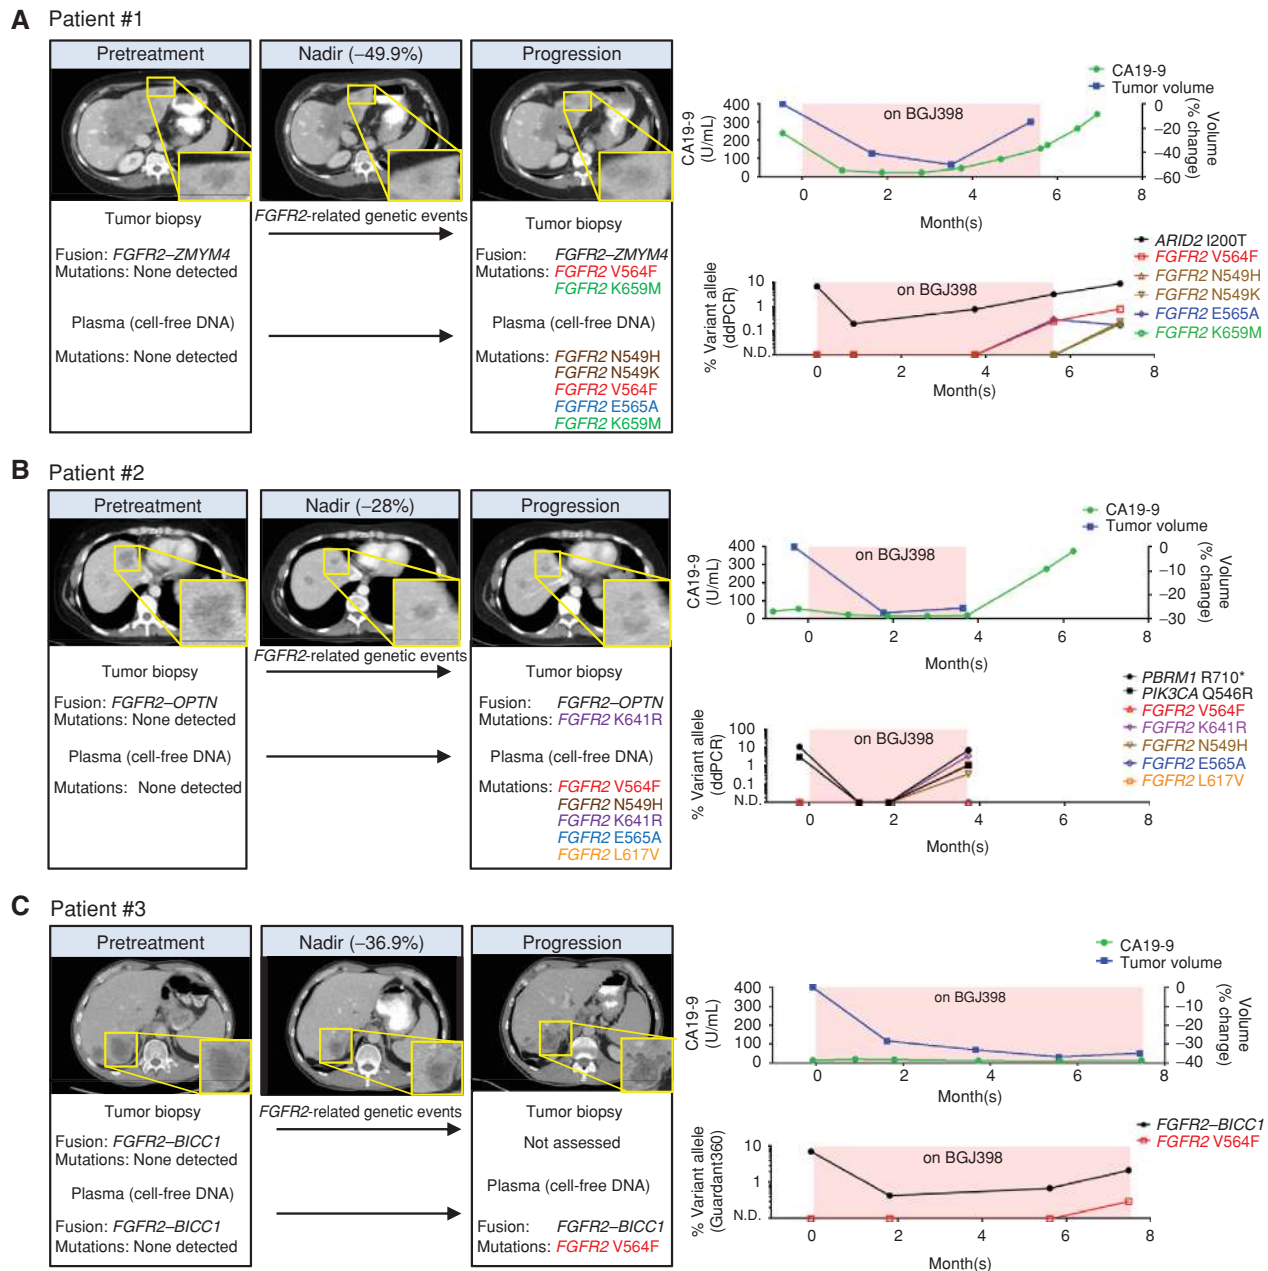 A Patient #1
Pretreatment
Nadir (−49.9%)
Progression
Tumor biopsy
Fusion: FGFR2–ZMYM4
Mutations: None detected
Plasma (cell-free DNA)
Mutations: None detected
FGFR2-related genetic events
Tumor biopsy
Fusion: FGFR2–ZMYM4
Mutations: FGFR2 V564F
FGFR2 K659M
Plasma (cell-free DNA)
Mutations: FGFR2 N549H
FGFR2 N549K
FGFR2 V564F
FGFR2 E565A
FGFR2 K659M
CA19-9
Tumor volume
on BGJ398
CA19-9
(U/mL)
400
300
200
100
0
0
−20
−40
−60
Volume
(% change)
0 2 4 6 8
Month(s)
ARID2 I200T
FGFR2 V564F
FGFR2 N549H
FGFR2 N549K
FGFR2 E565A
FGFR2 K659M
on BGJ398
% Variant allele
(ddPCR)
10
1
0.1
N.D.
0 2 4 6 8
Month(s)
B Patient #2
Pretreatment
Nadir (−28%)
Progression
Tumor biopsy
Fusion: FGFR2–OPTN
Mutations: None detected
Plasma (cell-free DNA)
Mutations: None detected
FGFR2-related genetic events
Tumor biopsy
Fusion: FGFR2–OPTN
Mutations: FGFR2 K641R
Plasma (cell-free DNA)
Mutations: FGFR2 V564F
FGFR2 N549H
FGFR2 K641R
FGFR2 E565A
FGFR2 L617V
CA19-9
Tumor volume
on BGJ398
CA19-9
(U/mL)
400
300
200
100
0
0
−10
−20
−30
Volume
(% change)
0 2 4 6 8
Month(s)
PBRM1 R710*
PIK3CA Q546R
FGFR2 V564F
FGFR2 K641R
FGFR2 N549H
FGFR2 E565A
FGFR2 L617V
on BGJ398
% Variant allele
(ddPCR)
100
10
1
0.1
N.D.
0 2 4 6 8
Month(s)
C Patient #3
Pretreatment
Nadir (−36.9%)
Progression
Tumor biopsy
Fusion: FGFR2–BICC1
Mutations: None detected
Plasma (cell-free DNA)
Fusion: FGFR2–BICC1
Mutations: None detected
FGFR2-related genetic events
Tumor biopsy
Not assessed
Plasma (cell-free DNA)
Fusion: FGFR2–BICC1
Mutations: FGFR2 V564F
CA19-9
Tumor volume
on BGJ398
CA19-9
(U/mL)
400
300
200
100
0
0
−10
−20
−30
−40
Volume
(% change)
0 2 4 6 8
Month(s)
FGFR2–BICC1
FGFR2 V564F
on BGJ398
% Variant allele
(Guardant360)
10
1
N.D.
0 2 4 6 8
Month(s)